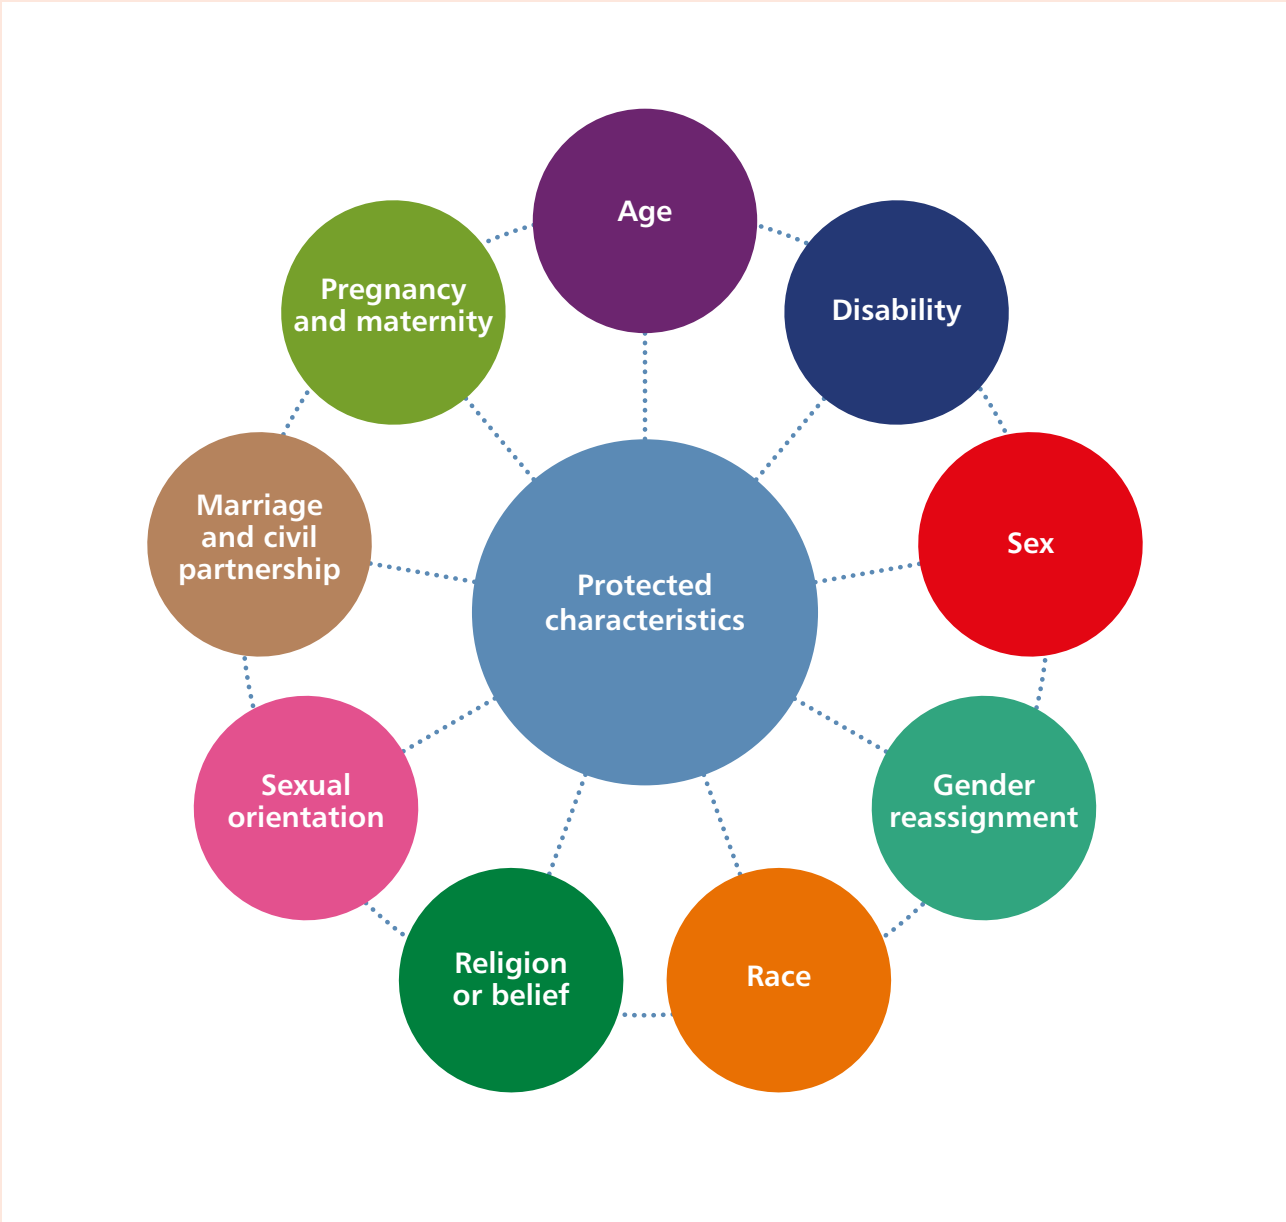 Age
Disability
Sex
Gender
reassignment
Race
Religion
or belief
Sexual
orientation
Marriage
and civil
partnership
Pregnancy
and maternity
Protected
characteristics